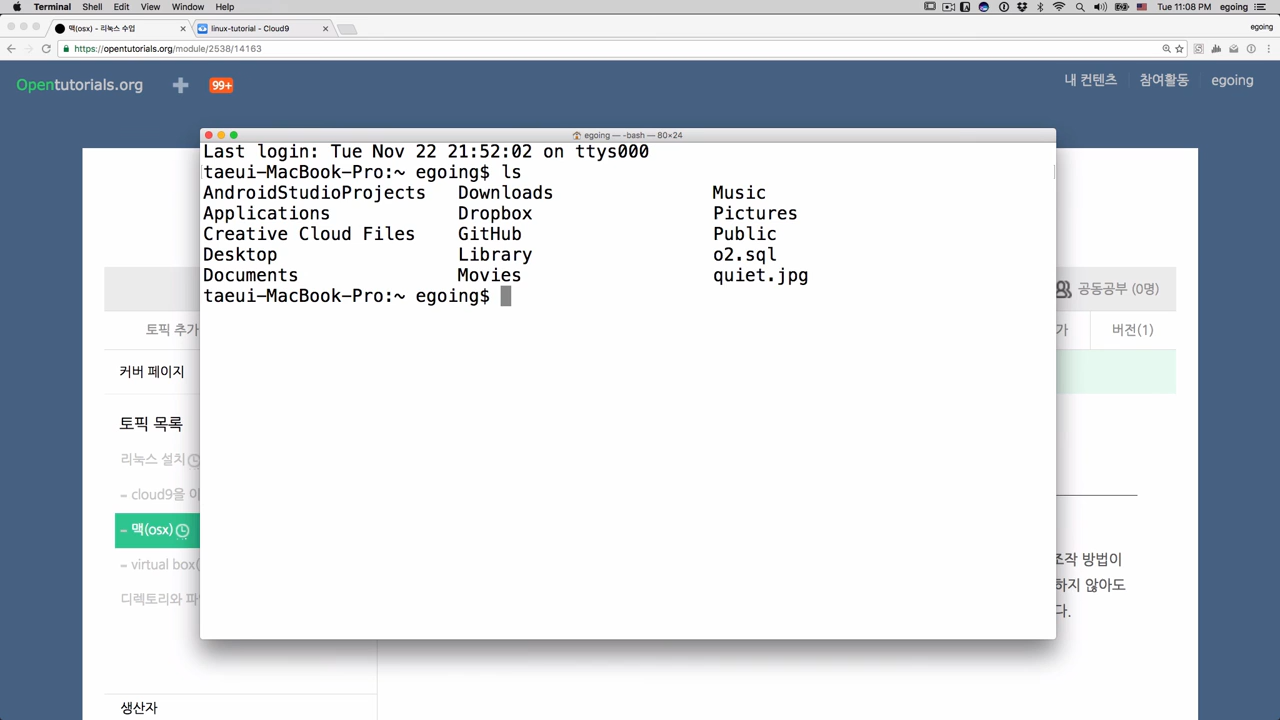 Terminal Shell Edit View Window Help Tue 11:08 PM egoing
맥(osx) - 리눅스 수업 linux-tutorial - Cloud9 egoing
https://opentutorials.org/module/2538/14163
Opentutorials.org 99+ 내 컨텐츠 참여활동 egoing
egoing — -bash — 80×24
Last login: Tue Nov 22 21:52:02 on ttys000
taeui-MacBook-Pro:~ egoing$ ls
AndroidStudioProjects Downloads Music
Applications Dropbox Pictures
Creative Cloud Files GitHub Public
Desktop Library o2.sql
Documents Movies quiet.jpg
taeui-MacBook-Pro:~ egoing$
공동공부 (0명)
토픽 추가 가 버전(1)
커버 페이지
토픽 목록
리눅스 설치
- cloud9을 이
- 맥(osx)
- virtual box(
디렉토리와 파
조작 방법이
하지 않아도
다.
생산자